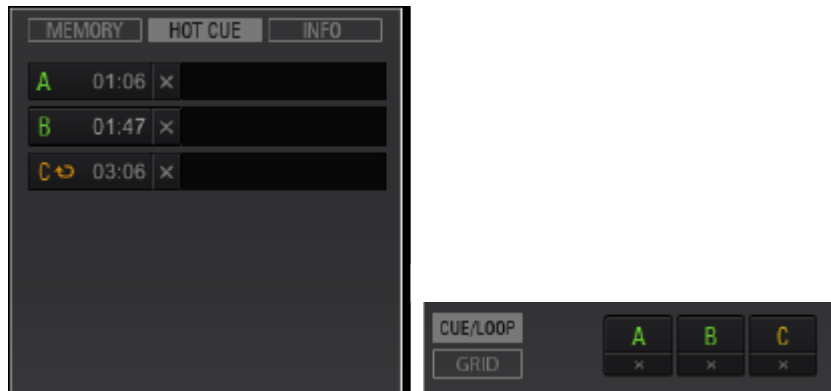 MEMORY HOT CUE INFO
A 01:06 ×
B 01:47 ×
C 03:06 ×
CUE/LOOP
GRID
A B C
× × ×